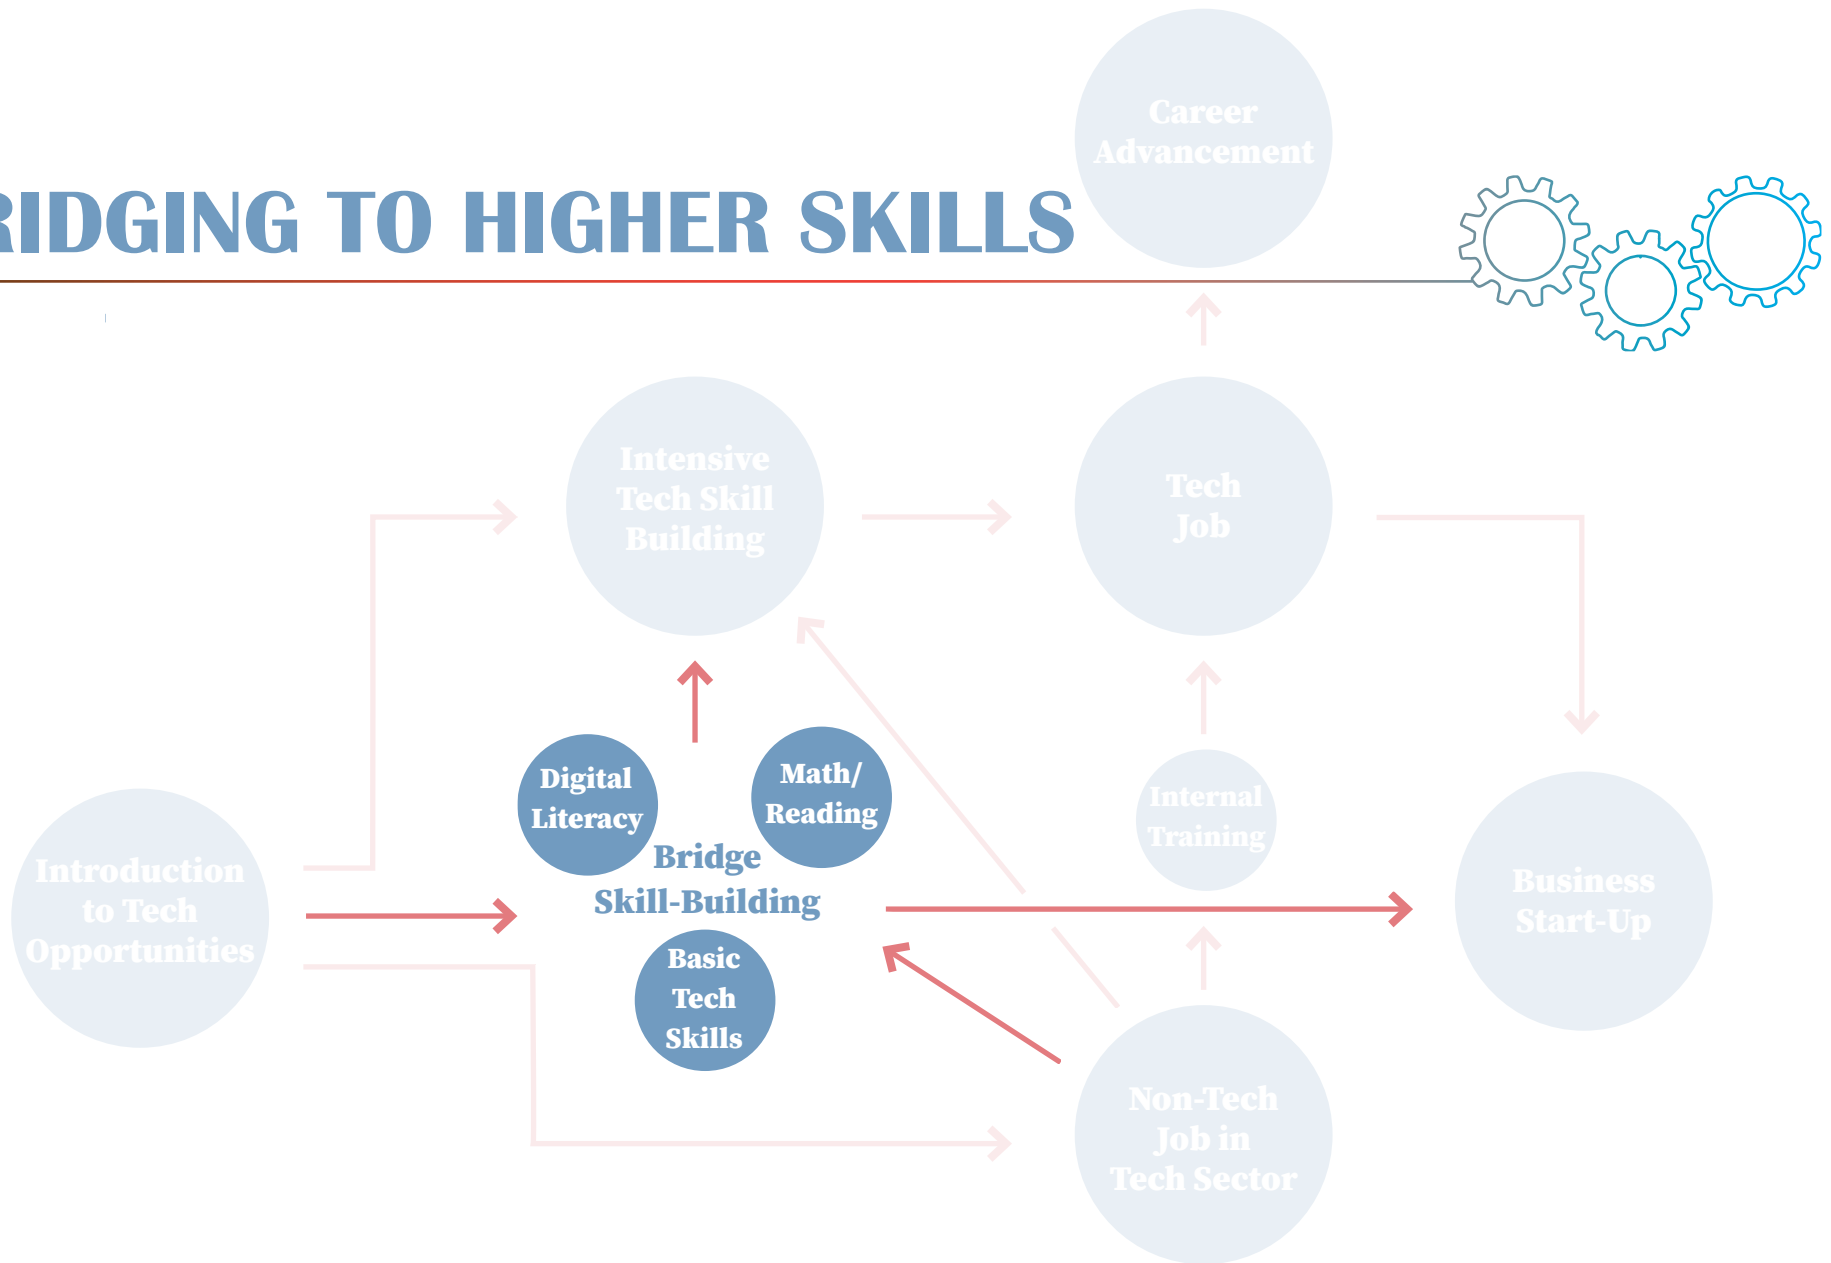 RIDGING TO HIGHER SKILLS
Career
Advancement
Intensive
Tech Skill
Building
Tech
Job
Digital
Literacy
Math/
Reading
Bridge
Skill-Building
Basic
Tech
Skills
Introduction
to Tech
Opportunities
Internal
Training
Business
Start-Up
Non-Tech
Job in
Tech Sector